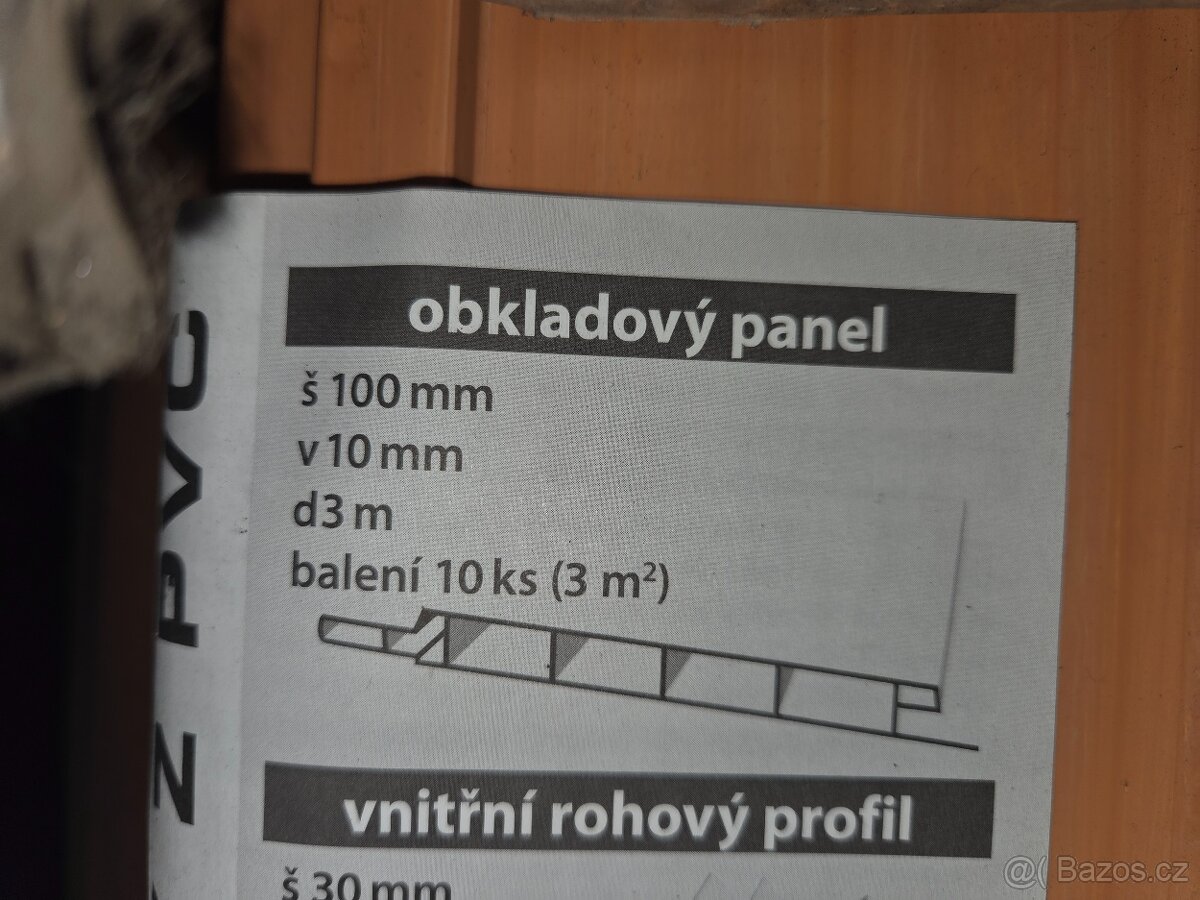 obkladový panel
š 100 mm
v 10 mm
d 3 m
balení 10 ks (3 m²)
vnitřní rohový profil
š 30 mm
Z PVC
@( Bazos.cz